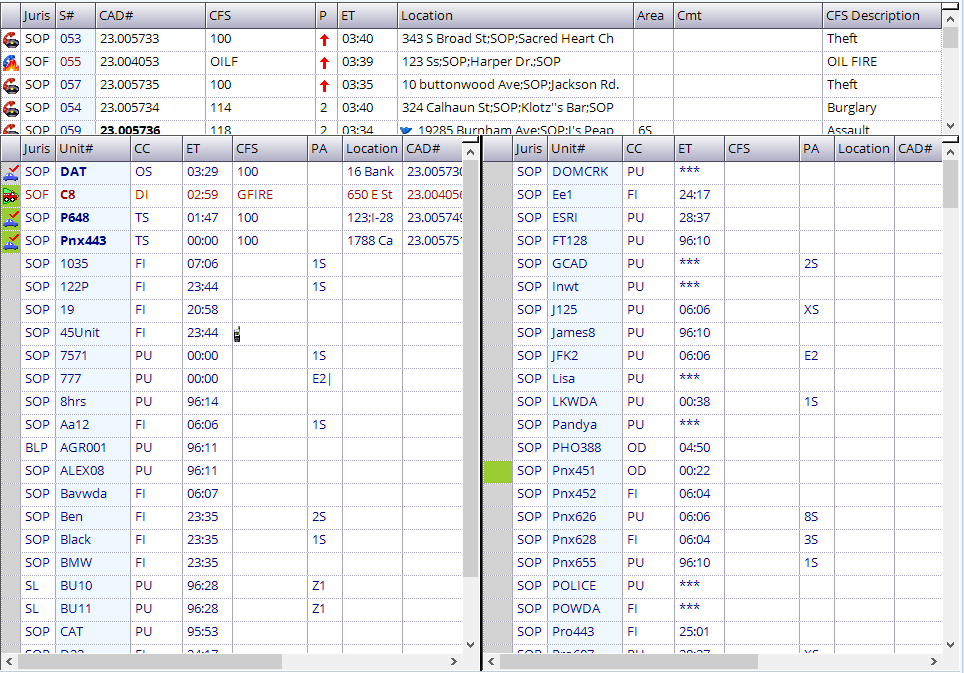 Juris S# CAD# CFS P ET Location Area Cmt CFS Description
SOP 053 23.005733 100 03:40 343 S Broad St;SOP;Sacred Heart Ch Theft
SOF 055 23.004053 OILF 03:39 123 Ss;SOP;Harper Dr.;SOP OIL FIRE
SOP 057 23.005735 100 03:35 10 buttonwood Ave;SOP;Jackson Rd. Theft
SOP 054 23.005734 114 2 03:40 324 Calhaun St;SOP;Klotz"s Bar;SOP Burglary
SOP 059 23.005736 118 2 03:34 19285 Burnham Ave;SOP;J's Peap 6S Assault
Juris Unit# CC ET CFS PA Location CAD#
SOP DAT OS 03:29 100 16 Bank 23.005730
SOF C8 DI 02:59 GFIRE 650 E St 23.004056
SOP P648 TS 01:47 100 123;I-28 23.005749
SOP Pnx443 TS 00:00 100 1788 Ca 23.005751
SOP 1035 FI 07:06 1S
SOP 122P FI 23:44 1S
SOP 19 FI 20:58
SOP 45Unit FI 23:44
SOP 7571 PU 00:00 1S
SOP 777 PU 00:00 E2|
SOP 8hrs PU 96:14
SOP Aa12 FI 06:06 1S
BLP AGR001 PU 96:11
SOP ALEX08 PU 96:11
SOP Bavwda FI 06:07
SOP Ben FI 23:35 2S
SOP Black FI 23:35 1S
SOP BMW FI 23:35
SL BU10 PU 96:28 Z1
SL BU11 PU 96:28 Z1
SOP CAT PU 95:53
Juris Unit# CC ET CFS PA Location CAD#
SOP DOMCRK PU ***
SOP Ee1 FI 24:17
SOP ESRI PU 28:37
SOP FT128 PU 96:10
SOP GCAD PU *** 2S
SOP Inwt PU ***
SOP J125 PU 06:06 XS
SOP James8 PU 96:10
SOP JFK2 PU 06:06 E2
SOP Lisa PU ***
SOP LKWDA PU 00:38 1S
SOP Pandya PU ***
SOP PHO388 OD 04:50
SOP Pnx451 OD 00:22
SOP Pnx452 FI 06:04
SOP Pnx626 PU 06:06 8S
SOP Pnx628 FI 06:04 3S
SOP Pnx655 PU 96:10 1S
SOP POLICE PU ***
SOP POWDA FI ***
SOP Pro443 FI 25:01